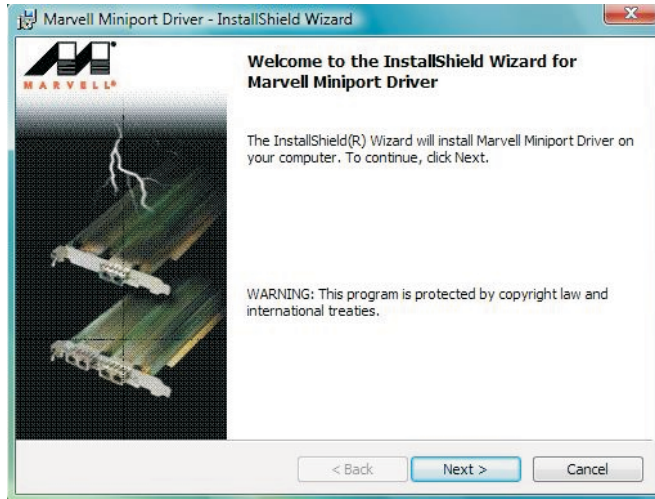 Marvell Miniport Driver - InstallShield Wizard
MARVELL®
Welcome to the InstallShield Wizard for
Marvell Miniport Driver
The InstallShield(R) Wizard will install Marvell Miniport Driver on
your computer. To continue, click Next.
WARNING: This program is protected by copyright law and
international treaties.
< Back
Next >
Cancel